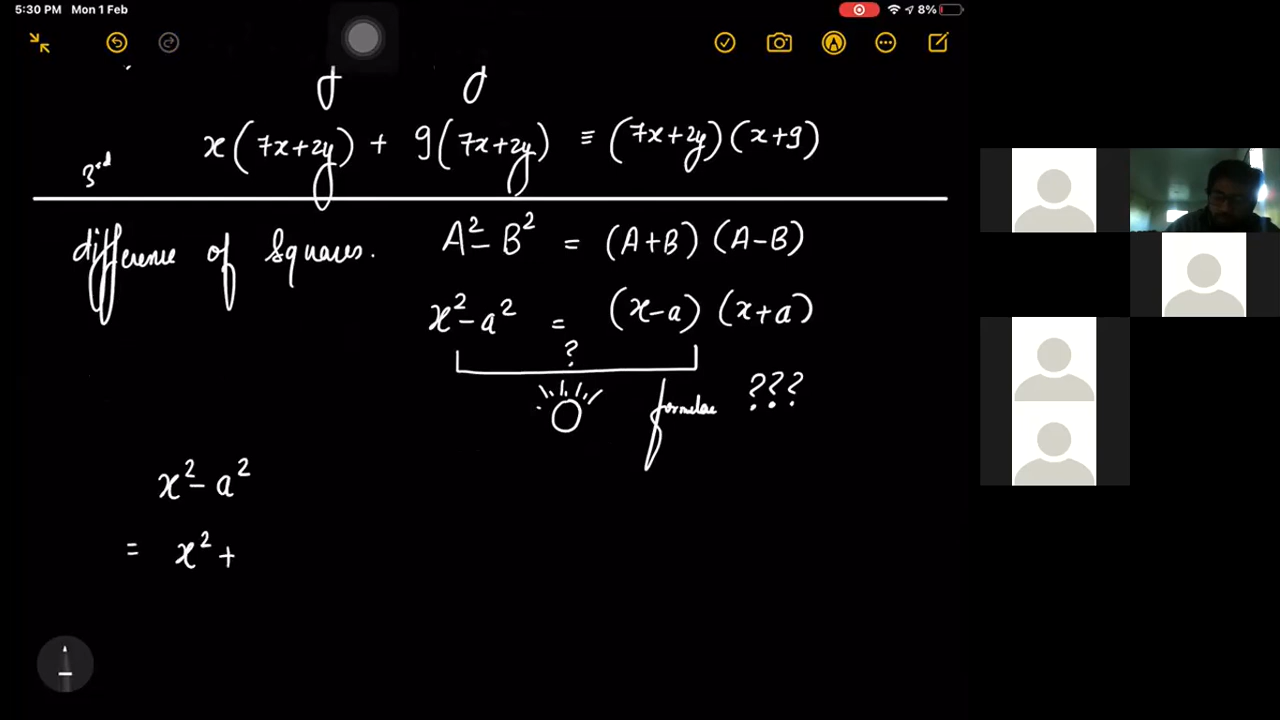 5:30 PM Mon 1 Feb 8%
x(7x+2y) + 9(7x+2y) ≡ (7x+2y)(x+9)
3rd
difference of Squares. A² - B² = (A+B) (A-B)
x² - a² = (x-a) (x+a)
?
formulae ???
x² - a²
= x² +